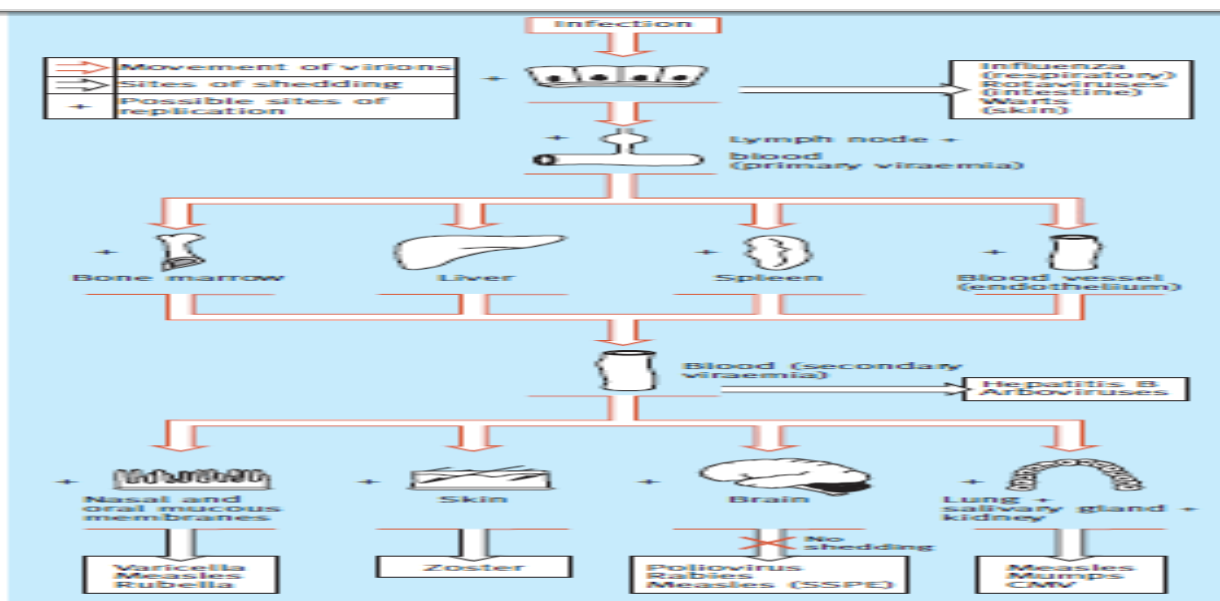 Infection
Movement of virions
Sites of shedding
+ Possible sites of
replication
+
Influenza
(respiratory)
Rotaviruses
(intestine)
Warts
(skin)
+
Lymph node +
blood
(primary viraemia)
+
Bone marrow
Liver
+
Spleen
+
Blood vessel
(endothelium)
Blood (secondary
viraemia)
Hepatitis B
Arboviruses
+
Nasal and
oral mucous
membranes
+
Skin
+
Brain
+
Lung +
salivary gland +
kidney
No
shedding
Varicella
Measles
Rubella
Zoster
Poliovirus
Rabies
Measles (SSPE)
Measles
Mumps
CMV